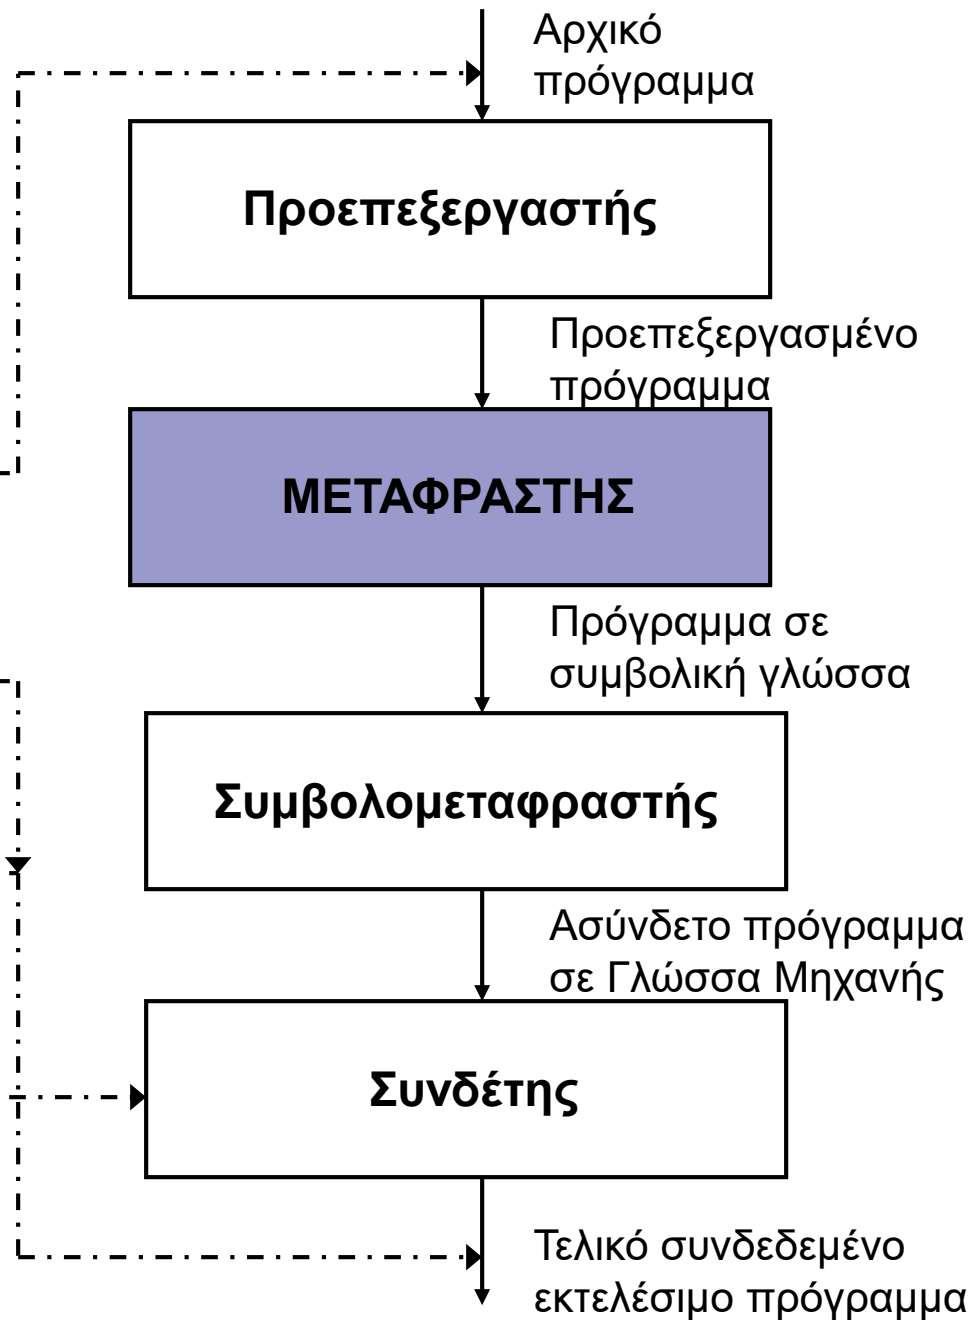 Αρχικό
πρόγραμμα
Προεπεξεργαστής
Προεπεξεργασμένο
πρόγραμμα
ΜΕΤΑΦΡΑΣΤΗΣ
Πρόγραμμα σε
συμβολική γλώσσα
Συμβολομεταφραστής
Ασύνδετο πρόγραμμα
σε Γλώσσα Μηχανής
Συνδέτης
Τελικό συνδεδεμένο
εκτελέσιμο πρόγραμμα